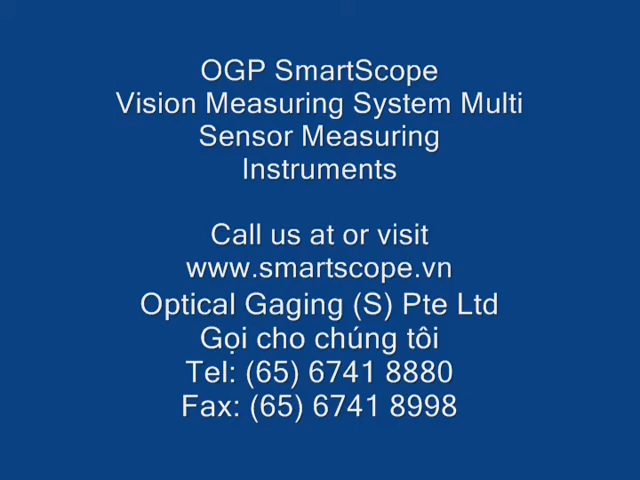 OGP SmartScope
Vision Measuring System Multi
Sensor Measuring
Instruments
Call us at or visit
www.smartscope.vn
Optical Gaging (S) Pte Ltd
Gọi cho chúng tôi
Tel: (65) 6741 8880
Fax: (65) 6741 8998